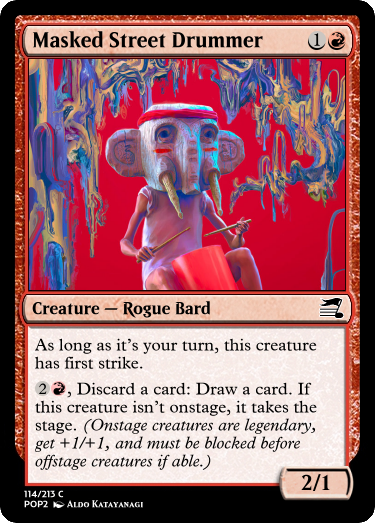 Masked Street Drummer 1
Creature — Rogue Bard
As long as it's your turn, this creature
has first strike.
2, Discard a card: Draw a card. If
this creature isn't onstage, it takes the
stage. (Onstage creatures are legendary,
get +1/+1, and must be blocked before
offstage creatures if able.)
2/1
114/213 C
POP2 Aldo Katayanagi